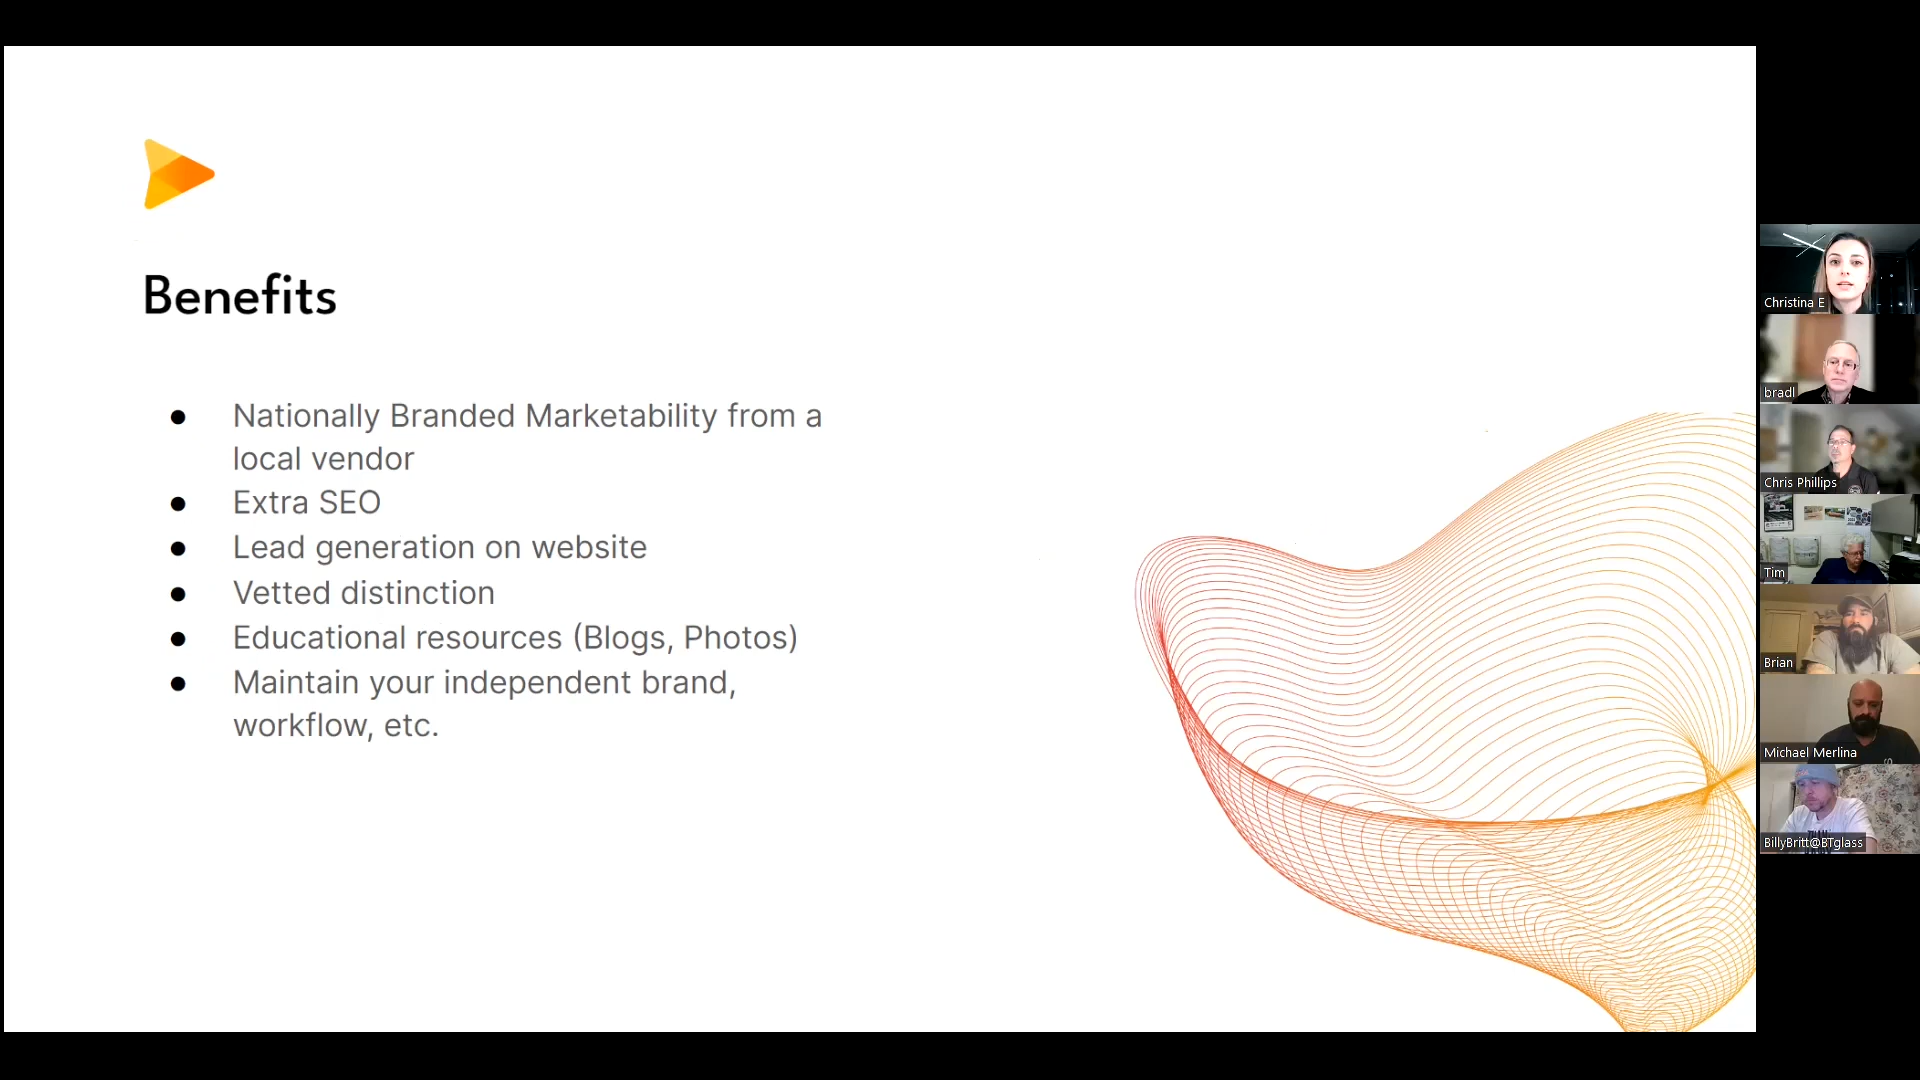 Benefits
● Nationally Branded Marketability from a
local vendor
● Extra SEO
● Lead generation on website
● Vetted distinction
● Educational resources (Blogs, Photos)
● Maintain your independent brand,
workflow, etc.
Christina E
bradl
Chris Phillips
Tim
Brian
Michael Merlina
BillyBritt@BTglass